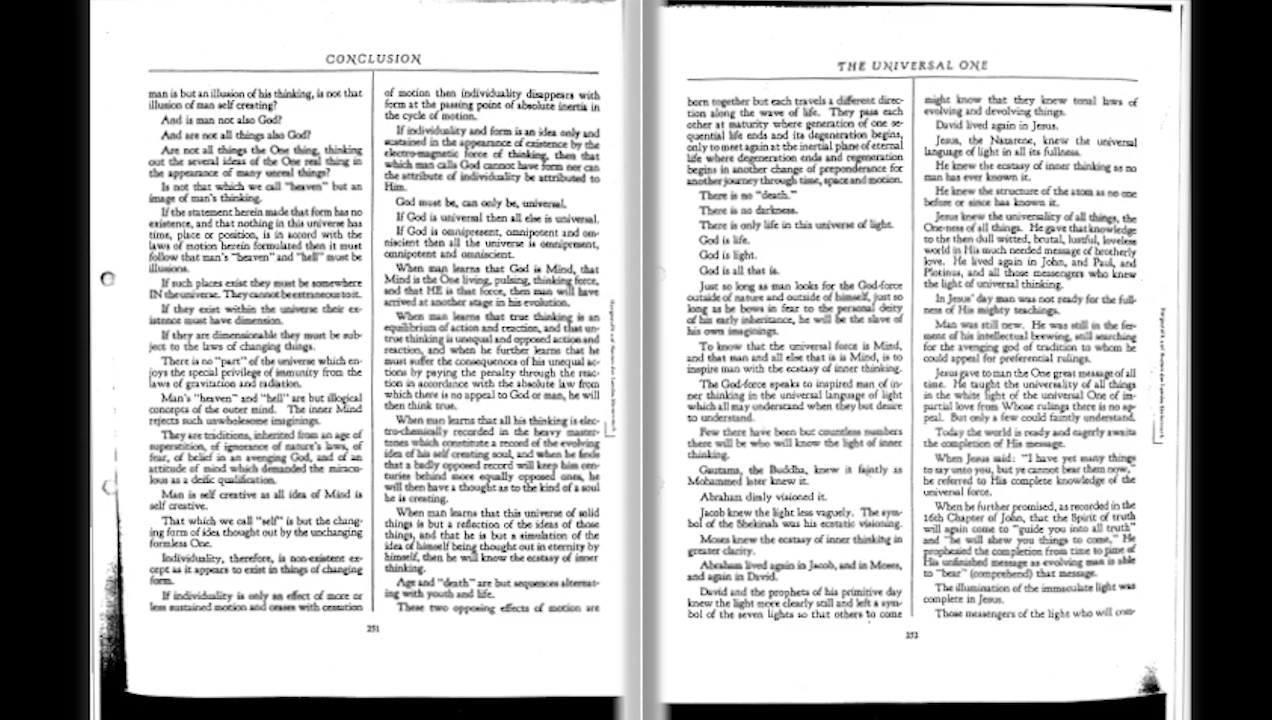 CONCLUSION
man is but an illusion of his thinking, is not that
illusion of man self creating?
And is man not also God?
And are not all things also God?
Are not all things the One thing, thinking
out the several ideas of the One real thing in
the appearance of many unreal things?
Is not that which we call "heaven" but an
image of man's thinking.
If the statement herein made that form has no
existence, and that nothing in this universe has
time, place or position, is in accord with the
laws of motion herein formulated then it must
follow that man's "heaven" and "hell" must be
illusions.
If such places exist they must be somewhere
IN the universe. They cannot be extraneous to it.
If they exist within the universe their ex-
istence must have dimension.
If they are dimensionable they must be sub-
ject to the laws of changing things.
There is no "part" of the universe which en-
joys the special privilege of immunity from the
laws of gravitation and radiation.
Man's "heaven" and "hell" are but illogical
concepts of the outer mind. The inner Mind
rejects such unwholesome imaginings.
They are traditions, inherited from an age of
superstition, of ignorance of nature's laws, of
fear, of belief in an avenging God, and of an
attitude of mind which demanded the miracu-
lous as a deific qualification.
Man is self creative as all idea of Mind is
self creative.
That which we call "self" is but the chang-
ing form of idea thought out by the unchanging
formless One.
Individuality, therefore, is non-existent ex-
cept as it appears to exist in things of changing
form.
If individuality is only an effect of more or
less sustained motion and ceases with cessation
of motion then individuality disappears with
form at the passing point of absolute inertia in
the cycle of motion.
If individuality and form is an idea only and
sustained in the appearance of existence by the
electro-magnetic force of thinking, then that
which man calls God cannot have form nor can
the attribute of individuality be attributed to
Him.
God must be, can only be, universal.
If God is universal then all else is universal.
If God is omnipresent, omnipotent and om-
niscient then all the universe is omnipresent,
omnipotent and omniscient.
When man learns that God is Mind, that
Mind is the One living, pulsing, thinking force,
and that HE is that force, then man will have
arrived at another stage in his evolution.
When man learns that true thinking is an
equilibrium of action and reaction, and that un-
true thinking is unequal and opposed action and
reaction, and when he further learns that he
must suffer the consequences of his unequal ac-
tions by paying the penalty through the reac-
tion in accordance with the absolute law from
which there is no appeal to God or man, he will
then think true.
When man learns that all his thinking is elec-
tro-chemically recorded in the heavy master-
tones which constitute a record of the evolving
idea of his self creating soul, and when he finds
that a badly opposed record will keep him cen-
turies behind more equally opposed ones, he
will then have a thought as to the kind of a soul
he is creating.
When man learns that this universe of solid
things is but a reflection of the ideas of those
things, and that he is but a simulation of the
idea of himself being thought out in eternity by
himself, then he will know the ecstasy of inner
thinking.
Age and "death" are but sequences alternat-
ing with youth and life.
These two opposing effects of motion are
251
THE UNIVERSAL ONE
born together but each travels a different direc-
tion along the wave of life. They pass each
other at maturity where generation of one se-
quential life ends and its degeneration begins,
only to meet again at the inertial plane of eternal
life where degeneration ends and regeneration
begins in another change of preponderance for
another journey through time, space and motion.
There is no "death."
There is no darkness.
There is only life in this universe of light.
God is life.
God is light.
God is all that is.
Just so long as man looks for the God-force
outside of nature and outside of himself, just so
long as he bows in fear to the personal deity
of his early inheritance, he will be the slave of
his own imaginings.
To know that the universal force is Mind,
and that man and all else that is is Mind, is to
inspire man with the ecstasy of inner thinking.
The God-force speaks to inspired man of in-
ner thinking in the universal language of light
which all may understand when they but desire
to understand.
Few there have been but countless numbers
there will be who will know the light of inner
thinking.
Gautama, the Buddha, knew it faintly as
Mohammed later knew it.
Abraham dimly visioned it.
Jacob knew the light less vaguely. The sym-
bol of the Shekinah was his ecstatic visioning.
Moses knew the ecstasy of inner thinking in
greater clarity.
Abraham lived again in Jacob, and in Moses,
and again in David.
David and the prophets of his primitive day
knew the light more clearly still and left a sym-
bol of the seven lights so that others to come
might know that they knew tonal laws of
evolving and devolving things.
David lived again in Jesus.
Jesus, the Nazarene, knew the universal
language of light in all its fullness.
He knew the ecstasy of inner thinking as no
man has ever known it.
He knew the structure of the atom as no one
before or since has known it.
Jesus knew the universality of all things, the
One-ness of all things. He gave that knowledge
to the then dull witted, brutal, lustful, loveless
world in His much needed message of brotherly
love. He lived again in John, and Paul, and
Plotinus, and all those messengers who knew
the light of universal thinking.
In Jesus' day man was not ready for the full-
ness of His mighty teachings.
Man was still new. He was still in the fer-
ment of his intellectual brewing, still searching
for the avenging god of tradition to whom he
could appeal for preferential rulings.
Jesus gave to man the One great message of all
time. He taught the universality of all things
in the white light of the universal One of im-
partial love from Whose rulings there is no ap-
peal. But only a few could faintly understand.
Today the world is ready and eagerly awaits
the completion of His message.
When Jesus said: "I have yet many things
to say unto you, but ye cannot bear them now,"
he referred to His complete knowledge of the
universal force.
When he further promised, as recorded in the
16th Chapter of John, that the Spirit of truth
will again come to "guide you into all truth"
and "he will shew you things to come," He
prophesied the completion from time to time of
His unfinished message as evolving man is able
to "bear" (comprehend) that message.
The illumination of the immaculate light was
complete in Jesus.
Those messengers of the light who will com-
252